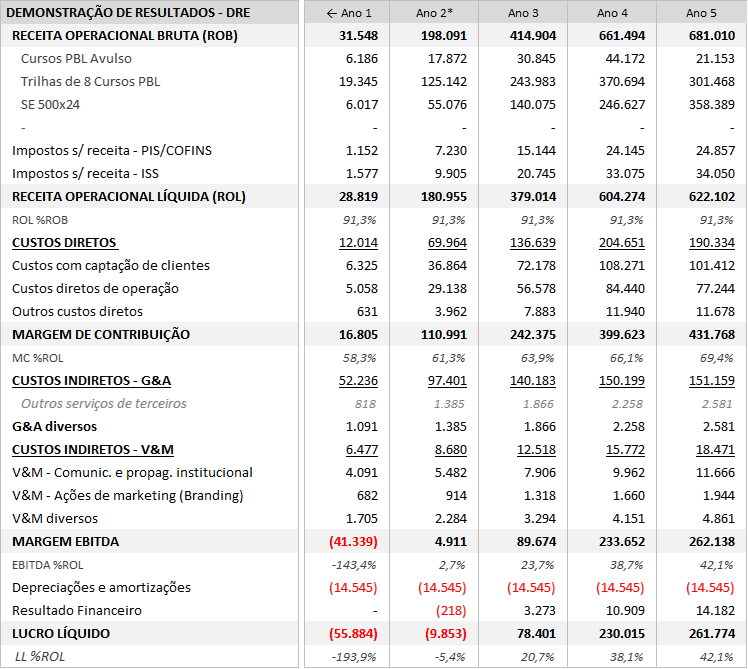 DEMONSTRAÇÃO DE RESULTADOS - DRE ← Ano 1 Ano 2* Ano 3 Ano 4 Ano 5
RECEITA OPERACIONAL BRUTA (ROB) 31.548 198.091 414.904 661.494 681.010
Cursos PBL Avulso 6.186 17.872 30.845 44.172 21.153
Trilhas de 8 Cursos PBL 19.345 125.142 243.983 370.694 301.468
SE 500x24 6.017 55.076 140.075 246.627 358.389
- - - - - -
Impostos s/ receita - PIS/COFINS 1.152 7.230 15.144 24.145 24.857
Impostos s/ receita - ISS 1.577 9.905 20.745 33.075 34.050
RECEITA OPERACIONAL LÍQUIDA (ROL) 28.819 180.955 379.014 604.274 622.102
ROL %ROB 91,3% 91,3% 91,3% 91,3% 91,3%
CUSTOS DIRETOS 12.014 69.964 136.639 204.651 190.334
Custos com captação de clientes 6.325 36.864 72.178 108.271 101.412
Custos diretos de operação 5.058 29.138 56.578 84.440 77.244
Outros custos diretos 631 3.962 7.883 11.940 11.678
MARGEM DE CONTRIBUIÇÃO 16.805 110.991 242.375 399.623 431.768
MC %ROL 58,3% 61,3% 63,9% 66,1% 69,4%
CUSTOS INDIRETOS - G&A 52.236 97.401 140.183 150.199 151.159
Outros serviços de terceiros 818 1.385 1.866 2.258 2.581
G&A diversos 1.091 1.385 1.866 2.258 2.581
CUSTOS INDIRETOS - V&M 6.477 8.680 12.518 15.772 18.471
V&M - Comunic. e propag. institucional 4.091 5.482 7.906 9.962 11.666
V&M - Ações de marketing (Branding) 682 914 1.318 1.660 1.944
V&M diversos 1.705 2.284 3.294 4.151 4.861
MARGEM EBITDA (41.339) 4.911 89.674 233.652 262.138
EBITDA %ROL -143,4% 2,7% 23,7% 38,7% 42,1%
Depreciações e amortizações (14.545) (14.545) (14.545) (14.545) (14.545)
Resultado Financeiro - (218) 3.273 10.909 14.182
LUCRO LÍQUIDO (55.884) (9.853) 78.401 230.015 261.774
LL %ROL -193,9% -5,4% 20,7% 38,1% 42,1%